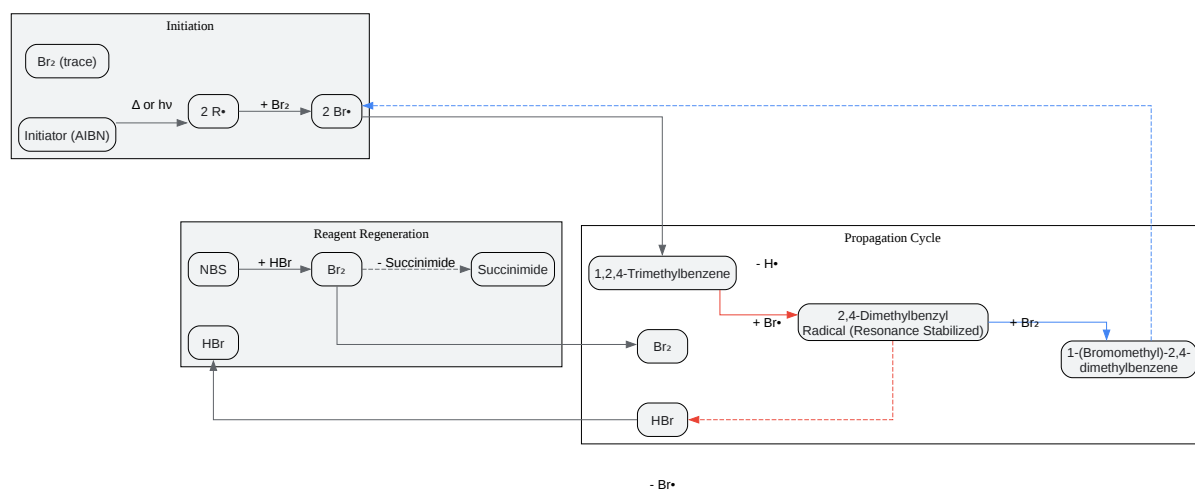 Initiation
Br₂ (trace)
Δ or hν
Initiator (AIBN)
2 R•
+ Br₂
2 Br•
Reagent Regeneration
NBS
+ HBr
Br₂
- Succinimide
Succinimide
HBr
Propagation Cycle
1,2,4-Trimethylbenzene
- H•
+ Br•
2,4-Dimethylbenzyl
Radical (Resonance Stabilized)
+ Br₂
1-(Bromomethyl)-2,4-
dimethylbenzene
Br₂
HBr
- Br•